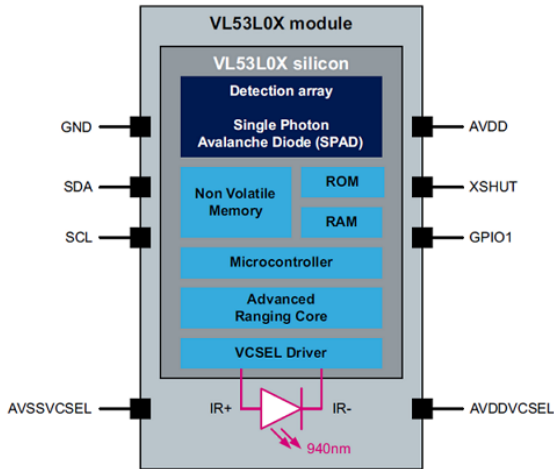 VL53L0X module
VL53L0X silicon
Detection array
Single Photon
Avalanche Diode (SPAD)
GND
AVDD
SDA
Non Volatile
Memory
ROM
XSHUT
SCL
RAM
GPIO1
Microcontroller
Advanced
Ranging Core
VCSEL Driver
AVSSVCSEL
IR+
IR-
AVDDVCSEL
940nm